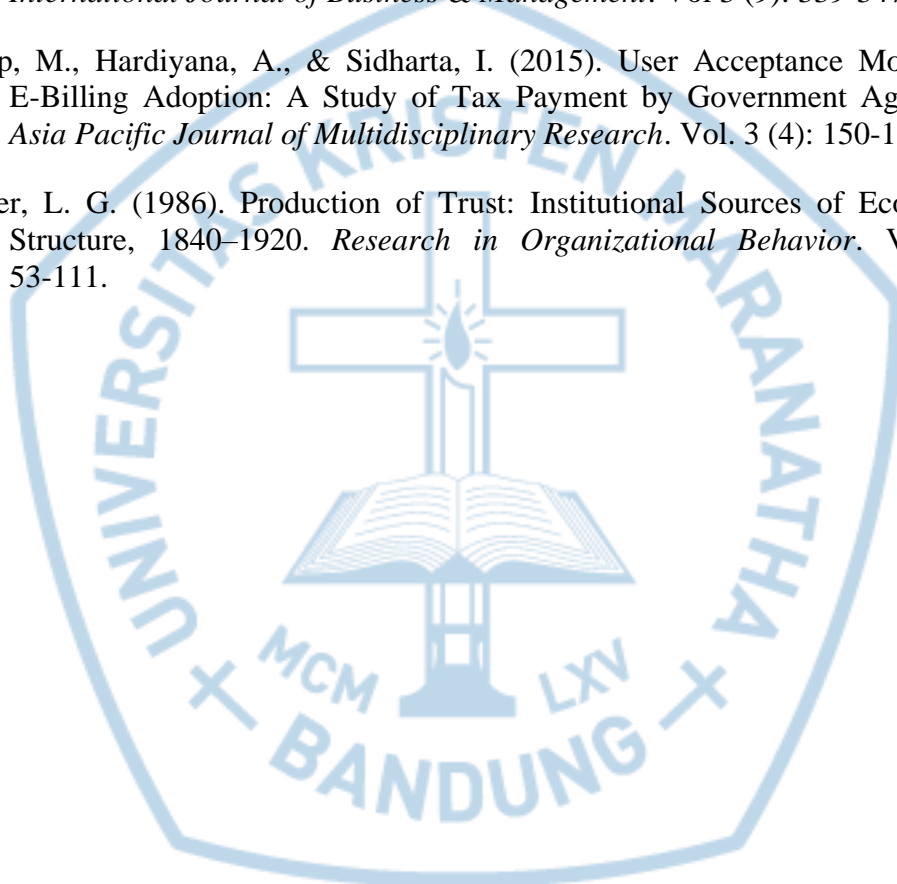 International Journal of Business & Management. Vol 3 (9):
p, M., Hardiyana, A., & Sidharta, I. (2015). User Acceptance Mo
E-Billing Adoption: A Study of Tax Payment by Government Ag
Asia Pacific Journal of Multidisciplinary Research. Vol. 3 (4): 150-1
er, L. G. (1986). Production of Trust: Institutional Sources of Eco
Structure, 1840–1920. Research in Organizational Behavior. V
53-111.
UNIVERSITAS KRISTEN MARANATHA
MCM LXV
BANDUNG